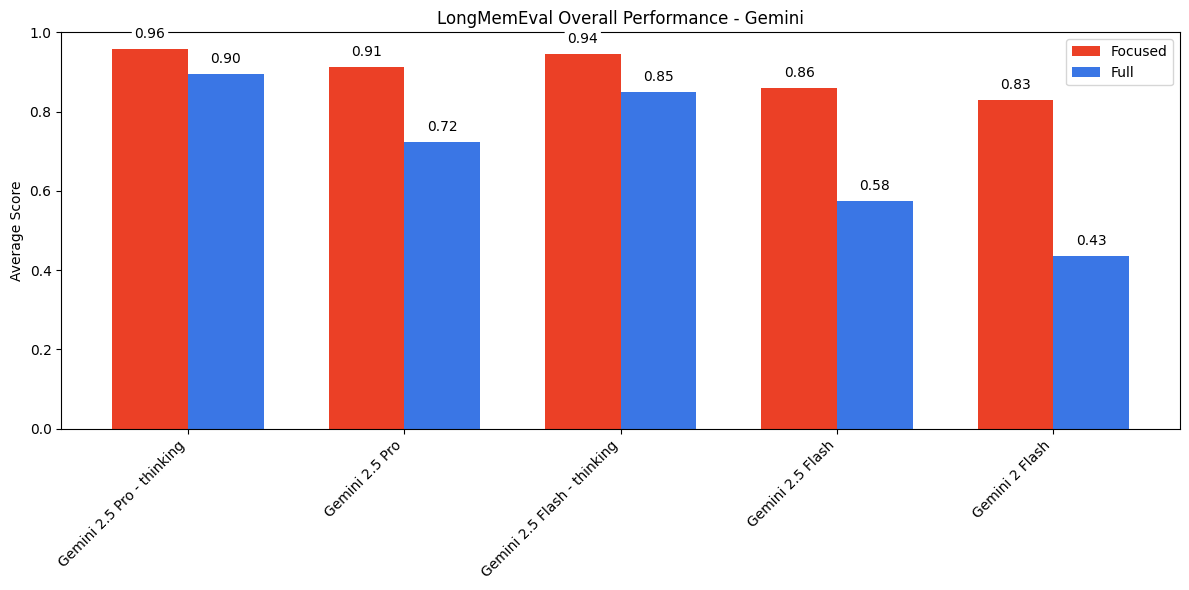 LongMemEval Overall Performance - Gemini
Average Score
1.0
0.8
0.6
0.4
0.2
0.0
0.96
0.90
0.91
0.72
0.94
0.85
0.86
0.58
0.83
0.43
Focused
Full
Gemini 2.5 Pro - thinking
Gemini 2.5 Pro
Gemini 2.5 Flash - thinking
Gemini 2.5 Flash
Gemini 2 Flash